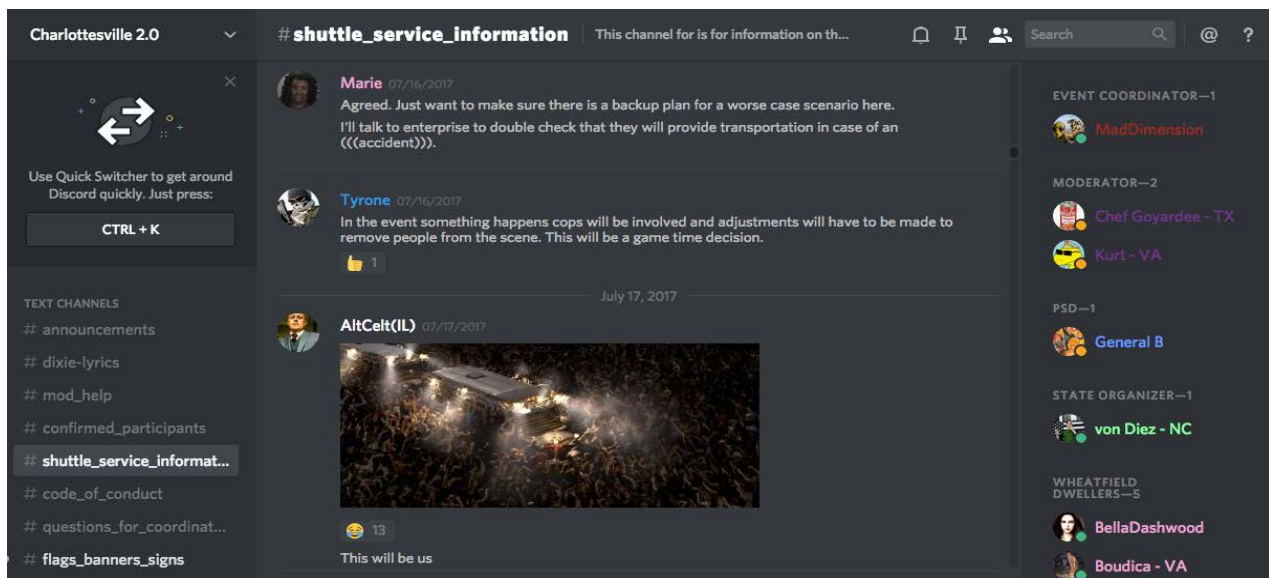 Charlottesville 2.0
Use Quick Switcher to get around
Discord quickly. Just press:
CTRL + K
TEXT CHANNELS
# announcements
# dixie-lyrics
# mod_help
# confirmed_participants
# shuttle_service_informat...
# code_of_conduct
# questions_for_coordinat...
# flags_banners_signs
#shuttle_service_information
This channel for is for information on th...
Search
@
?
Marie 07/16/2017
Agreed. Just want to make sure there is a backup plan for a worse case scenario here.
I'll talk to enterprise to double check that they will provide transportation in case of an
(((accident))).
Tyrone 07/16/2017
In the event something happens cops will be involved and adjustments will have to be made to
remove people from the scene. This will be a game time decision.
1
July 17, 2017
AltCelt(IL) 07/17/2017
13
This will be us
EVENT COORDINATOR—1
MadDimension
MODERATOR—2
Chef Goyardee - TX
Kurt - VA
PSD—1
General B
STATE ORGANIZER—1
von Diez - NC
WHEATFIELD
DWELLERS—5
BellaDashwood
Boudica - VA